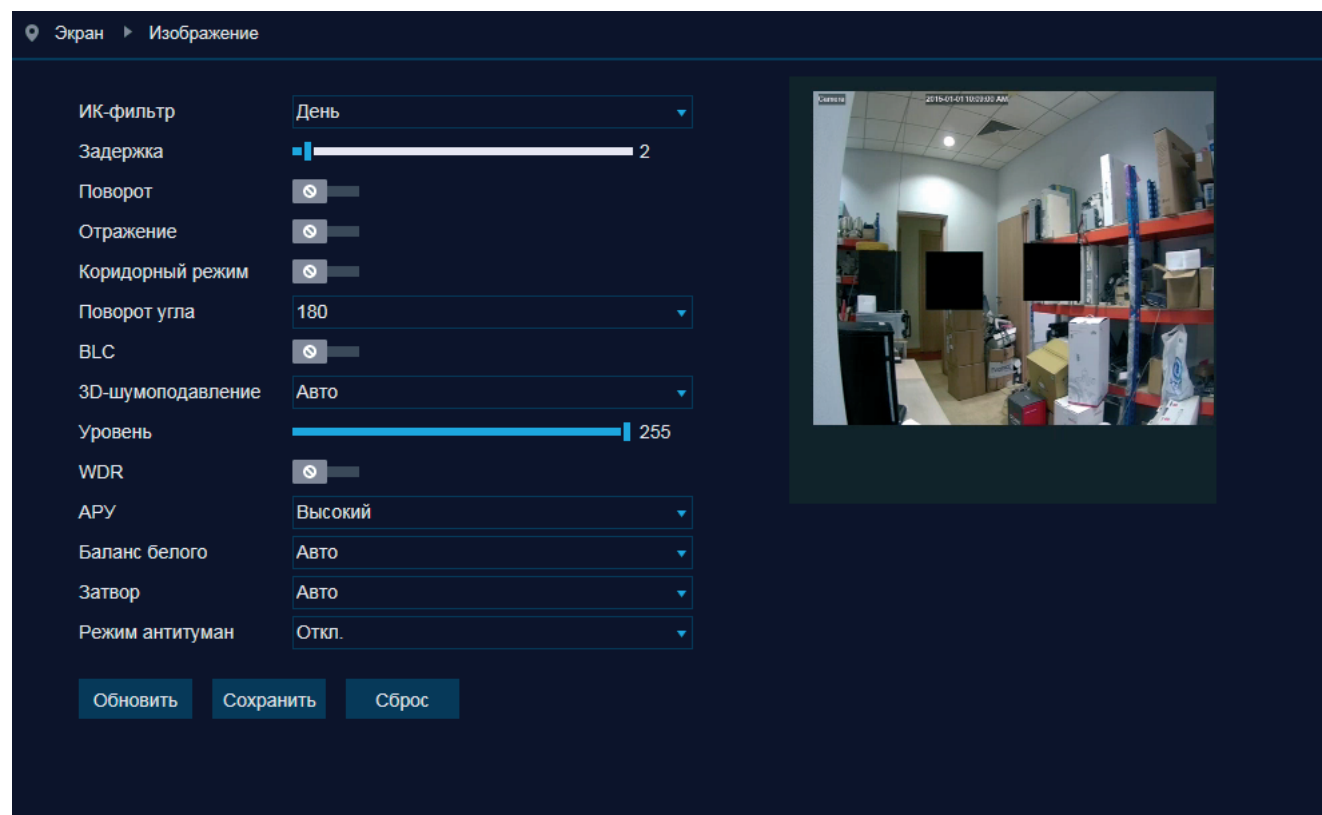 Экран Изображение
ИК-фильтр День
Задержка 2
Поворот
Отражение
Коридорный режим
Поворот угла 180
BLC
3D-шумоподавление Авто
Уровень 255
WDR
АРУ Высокий
Баланс белого Авто
Затвор Авто
Режим антитуман Откл.
Обновить Сохранить Сброс
Camera